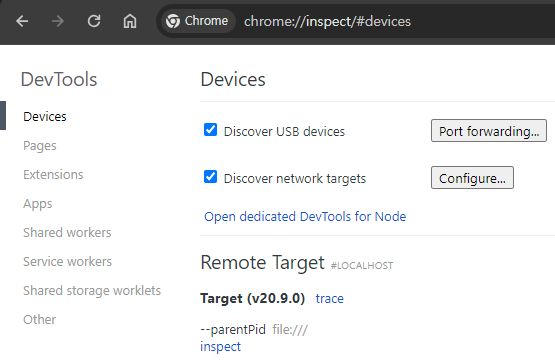 Chrome chrome://inspect/#devices
DevTools
Devices
Pages
Extensions
Apps
Shared workers
Service workers
Shared storage worklets
Other
Devices
Discover USB devices Port forwarding...
Discover network targets Configure...
Open dedicated DevTools for Node
Remote Target #LOCALHOST
Target (v20.9.0) trace
--parentPid file:///
inspect